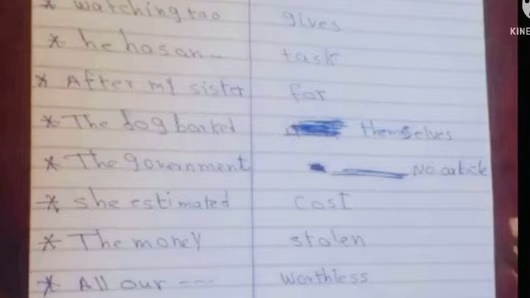 * watching too gives
* he has an -- task
* After my sister for
* The dog barked themselves
* The government No article
* she estimated cost
* The money stolen
* All our --- worthless
KINE